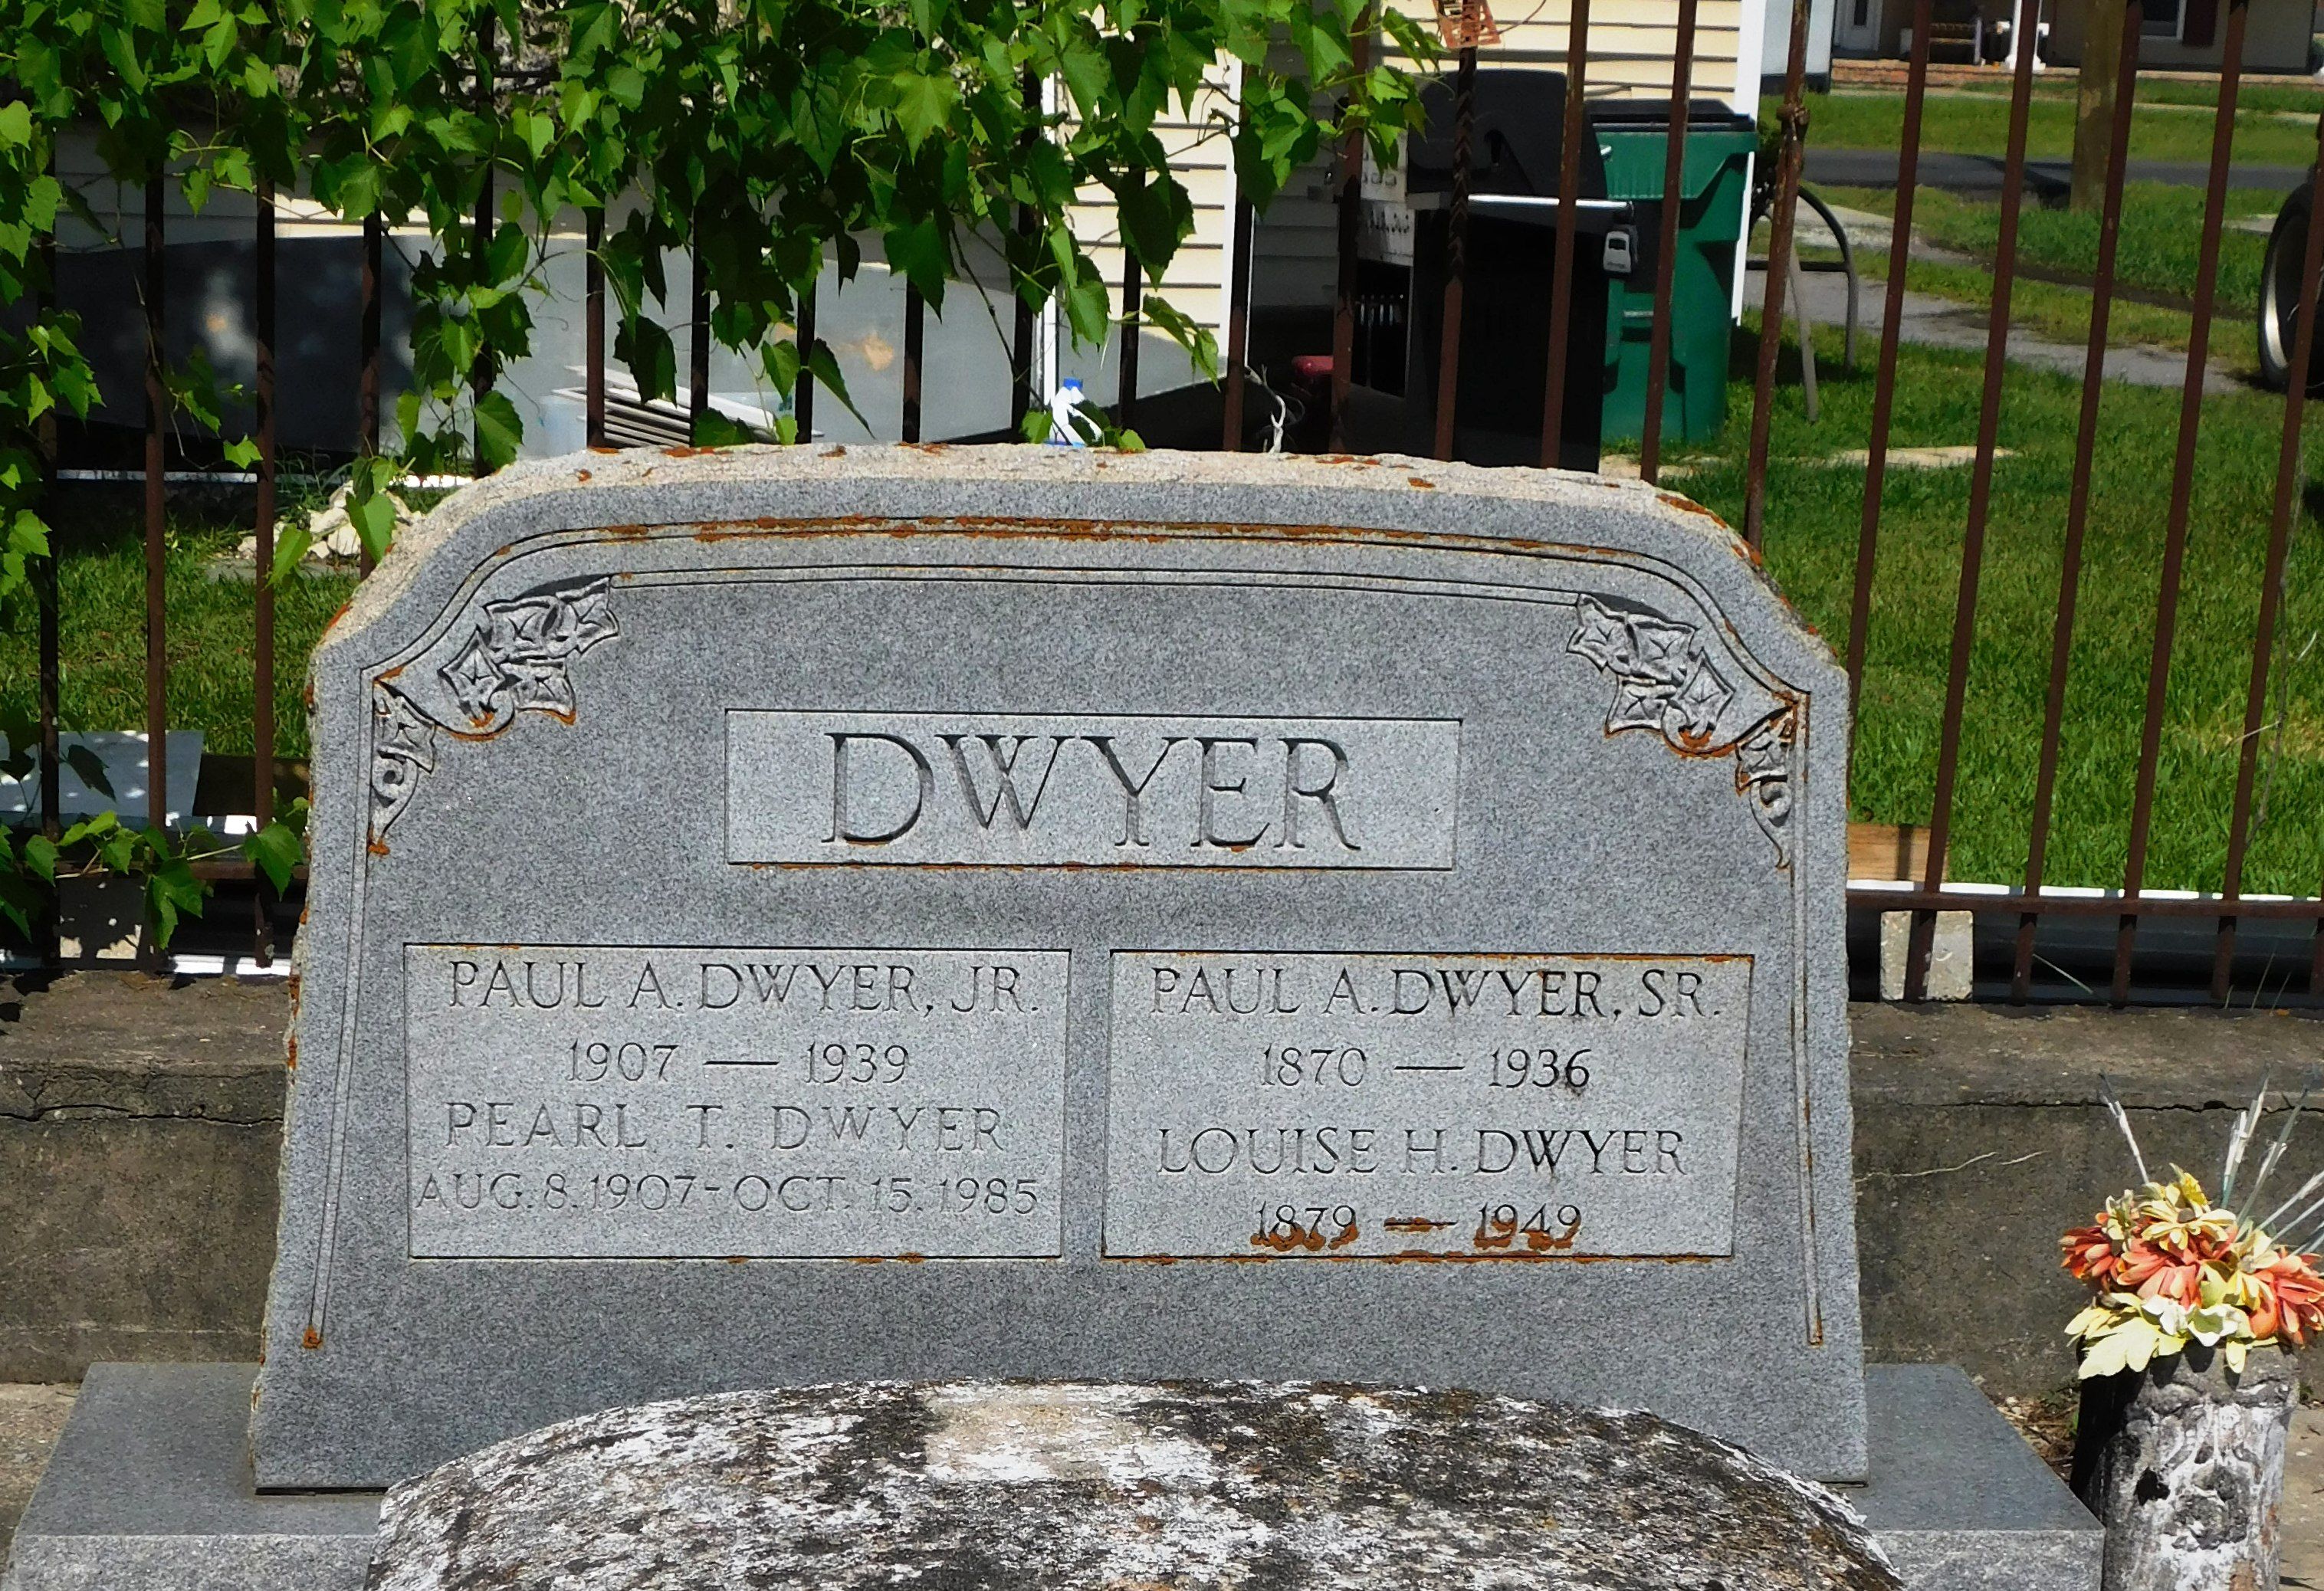 DWYER
PAUL A. DWYER, JR.
1907 — 1939
PEARL T. DWYER
AUG. 8. 1907 - OCT. 15. 1985
PAUL A. DWYER, SR.
1870 — 1936
LOUISE H. DWYER
1879 — 1949